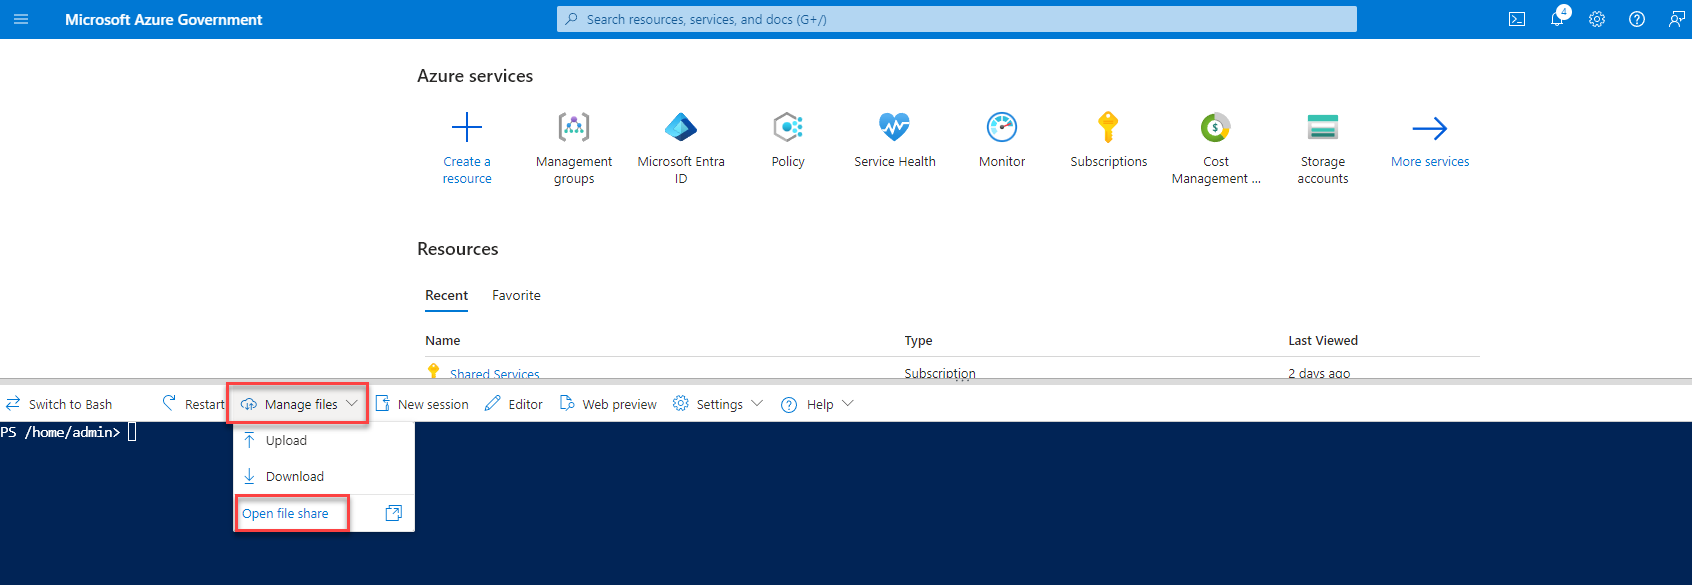 Microsoft Azure Government
Search resources, services, and docs (G+/)
4
Azure services
Create a resource
Management groups
Microsoft Entra ID
Policy
Service Health
Monitor
Subscriptions
Cost Management ...
Storage accounts
More services
Resources
Recent Favorite
Name Type Last Viewed
Shared Services Subscription 2 days ago
Switch to Bash Restart Manage files New session Editor Web preview Settings Help
PS /home/admin>
Upload
Download
Open file share